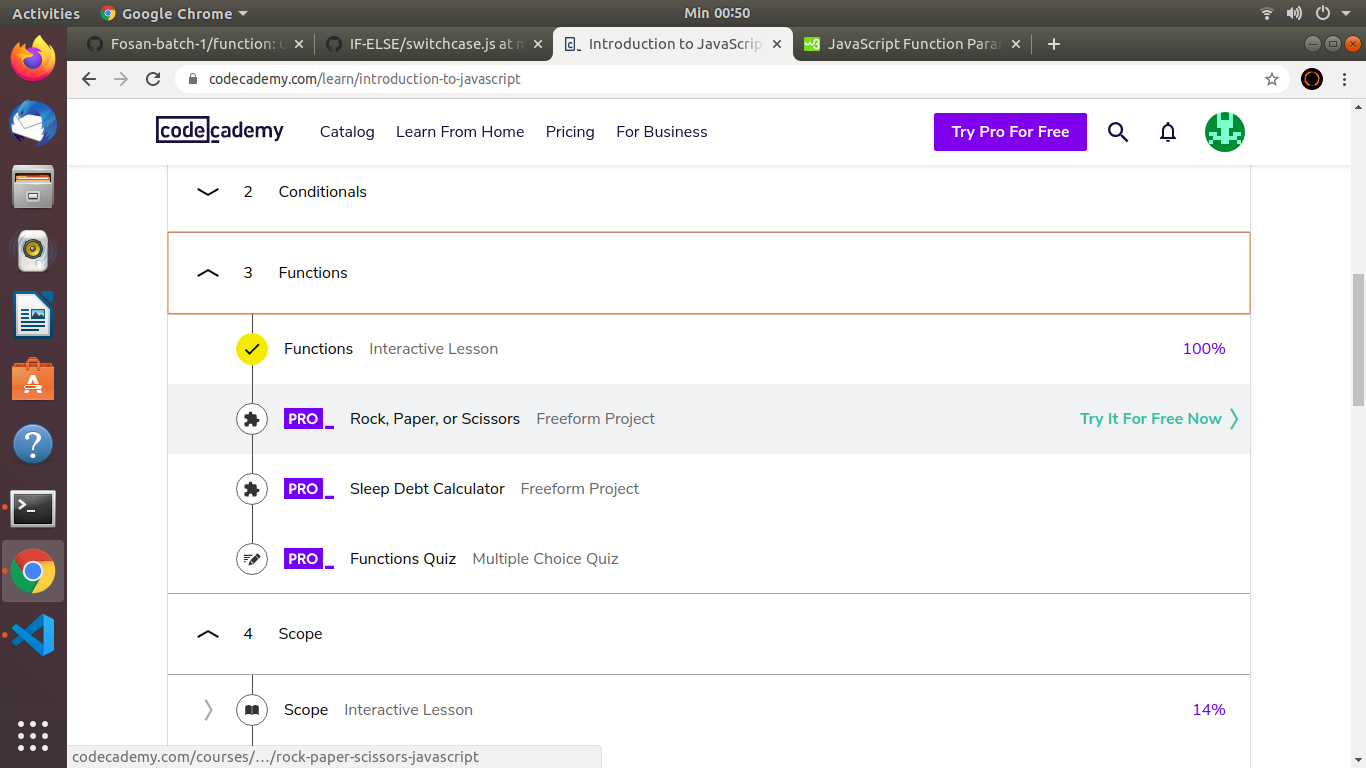 Activities Google Chrome Min 00:50
Fosan-batch-1/function: u IF-ELSE/switchcase.js at m Introduction to JavaScrip JavaScript Function Para
codecademy.com/learn/introduction-to-javascript
codecademy Catalog Learn From Home Pricing For Business Try Pro For Free
2 Conditionals
3 Functions
Functions Interactive Lesson 100%
PRO Rock, Paper, or Scissors Freeform Project Try It For Free Now
PRO Sleep Debt Calculator Freeform Project
PRO Functions Quiz Multiple Choice Quiz
4 Scope
Scope Interactive Lesson 14%
codecademy.com/courses/…/rock-paper-scissors-javascript